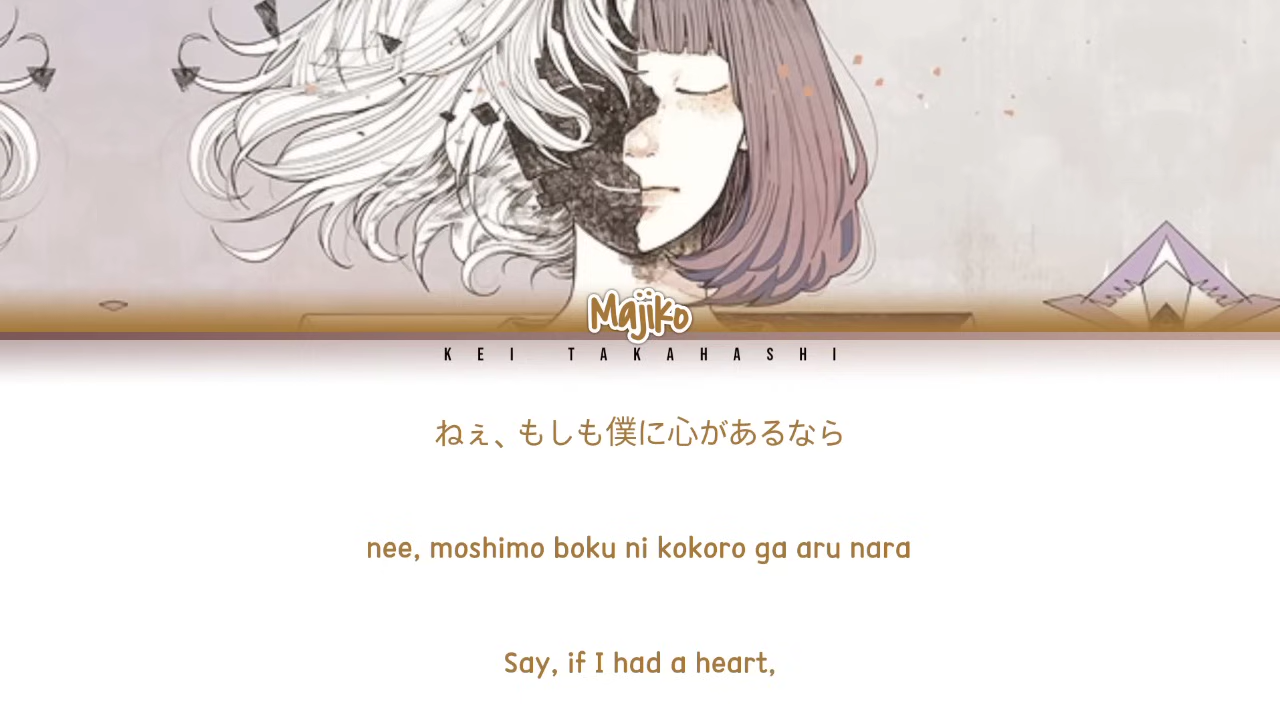 Majiko
KEI TAKAHASHI
ねぇ、もしも僕に心があるなら
nee, moshimo boku ni kokoro ga aru nara
Say, if I had a heart,